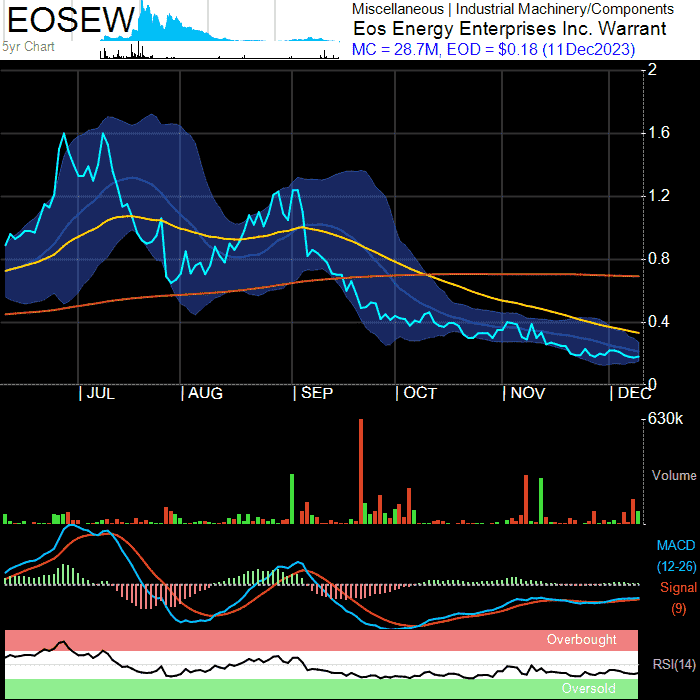 EOSEW
5yr Chart
Miscellaneous | Industrial Machinery/Components
Eos Energy Enterprises Inc. Warrant
MC = 28.7M, EOD = $0.18 (11Dec2023)
2
1.6
1.2
0.8
0.4
0
| JUL | AUG | SEP | OCT | NOV | DEC
630k
Volume
MACD
(12-26)
Signal
(9)
Overbought
RSI(14)
Oversold